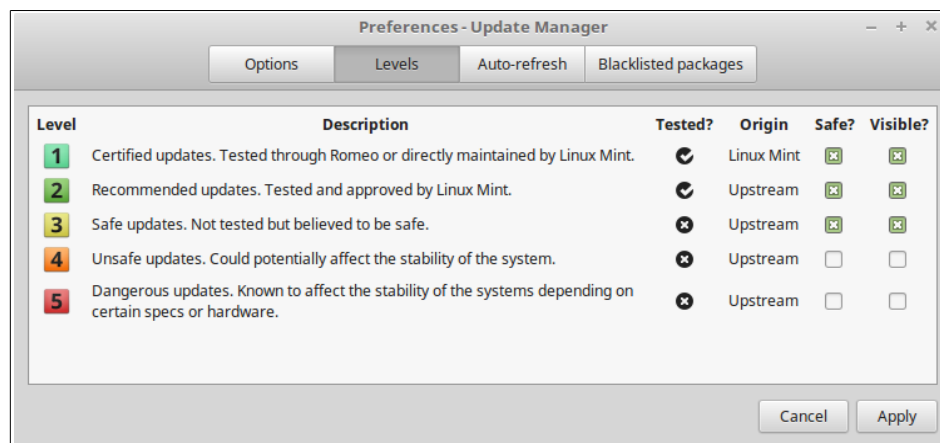 Preferences - Update Manager
Options Levels Auto-refresh Blacklisted packages
Level Description Tested? Origin Safe? Visible?
1 Certified updates. Tested through Romeo or directly maintained by Linux Mint. Linux Mint
2 Recommended updates. Tested and approved by Linux Mint. Upstream
3 Safe updates. Not tested but believed to be safe. Upstream
4 Unsafe updates. Could potentially affect the stability of the system. Upstream
5 Dangerous updates. Known to affect the stability of the systems depending on
certain specs or hardware. Upstream
Cancel Apply